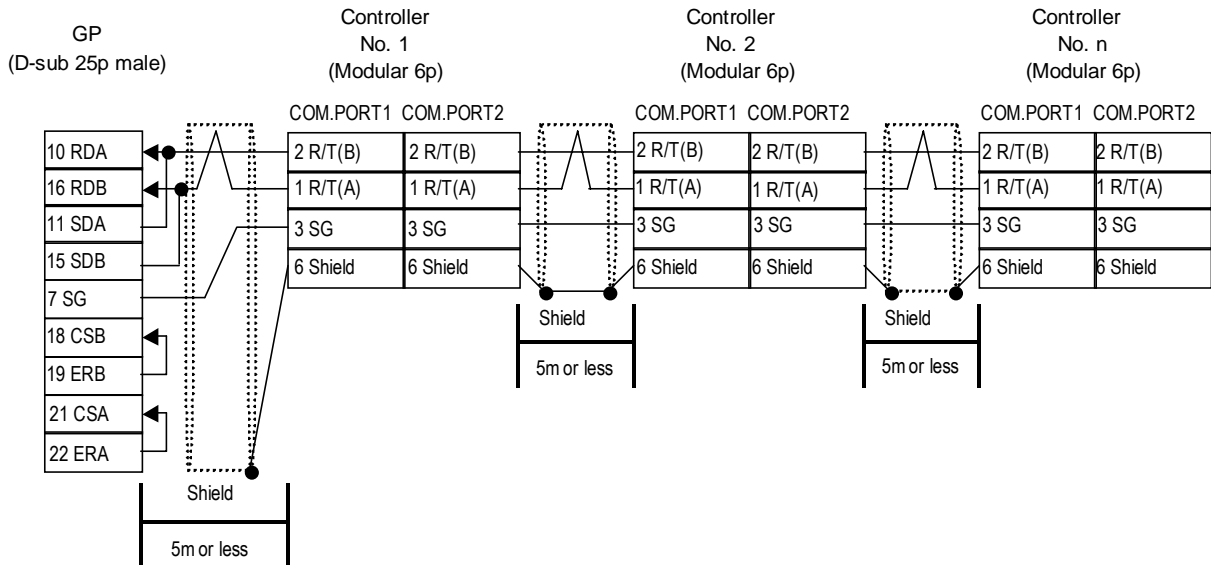 GP
(D-sub 25p male)
Controller
No. 1
(Modular 6p)
Controller
No. 2
(Modular 6p)
Controller
No. n
(Modular 6p)
COM.PORT1 COM.PORT2
COM.PORT1 COM.PORT2
COM.PORT1 COM.PORT2
10 RDA
16 RDB
11 SDA
15 SDB
7 SG
18 CSB
19 ERB
21 CSA
22 ERA
2 R/T(B) 2 R/T(B)
1 R/T(A) 1 R/T(A)
3 SG 3 SG
6 Shield 6 Shield
2 R/T(B) 2 R/T(B)
1 R/T(A) 1 R/T(A)
3 SG 3 SG
6 Shield 6 Shield
2 R/T(B) 2 R/T(B)
1 R/T(A) 1 R/T(A)
3 SG 3 SG
6 Shield 6 Shield
Shield
5m or less
Shield
5m or less
Shield
5m or less